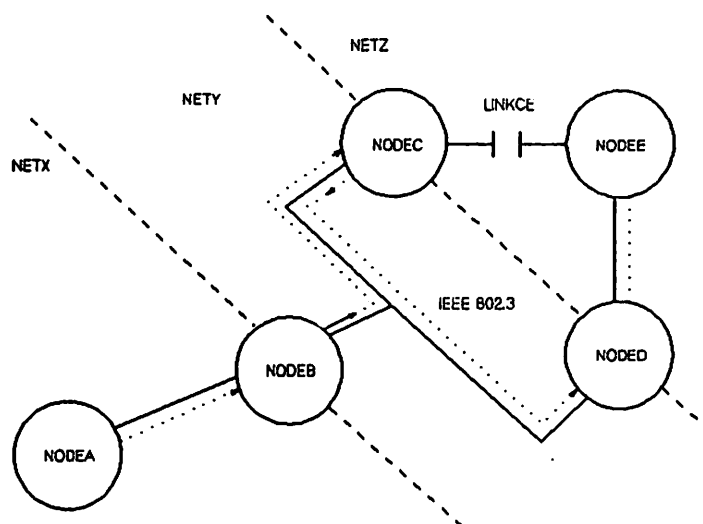 NETZ
NETY
LINKCE
NODEC
NODEE
NETX
IEEE 802.3
NODEB
NODED
NODEA